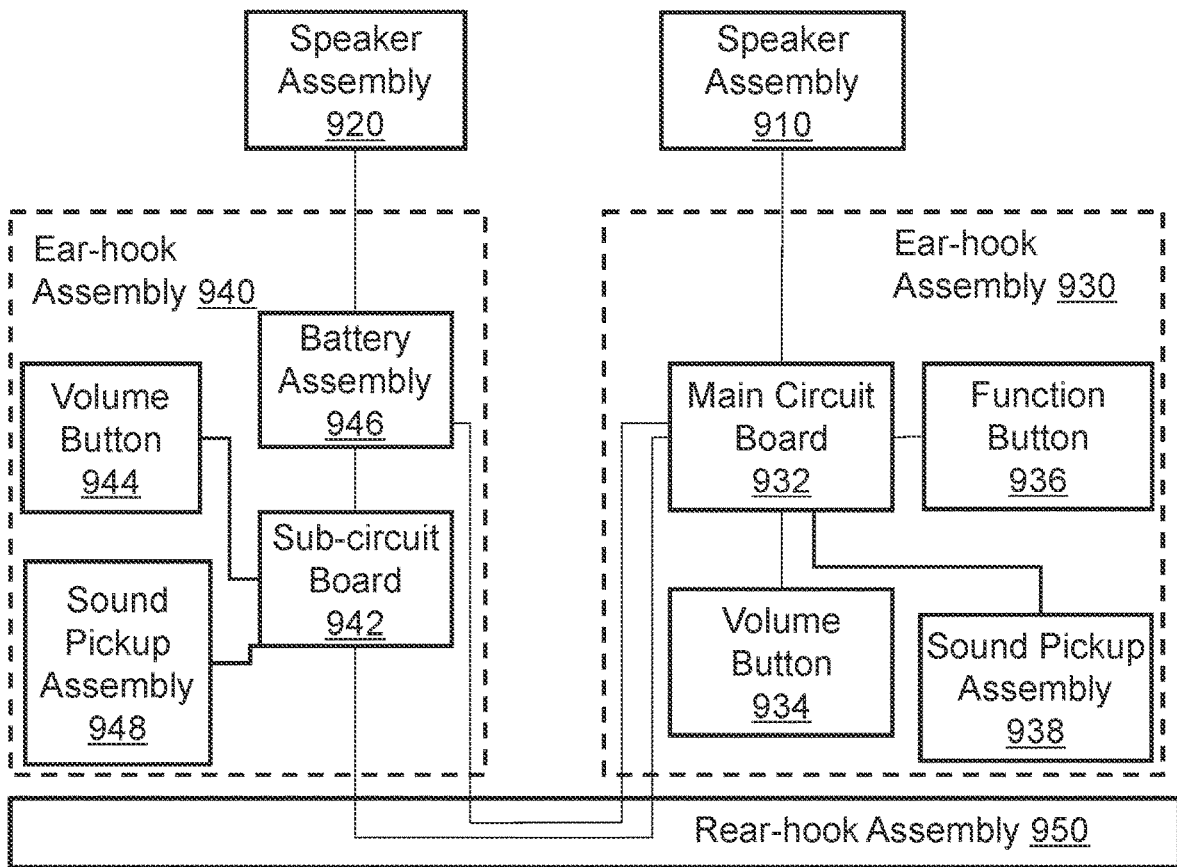 Speaker
Assembly
920
Speaker
Assembly
910
Ear-hook
Assembly 940
Battery
Assembly
946
Volume
Button
944
Sub-circuit
Board
942
Sound
Pickup
Assembly
948
Ear-hook
Assembly 930
Main Circuit
Board
932
Function
Button
936
Volume
Button
934
Sound Pickup
Assembly
938
Rear-hook Assembly 950